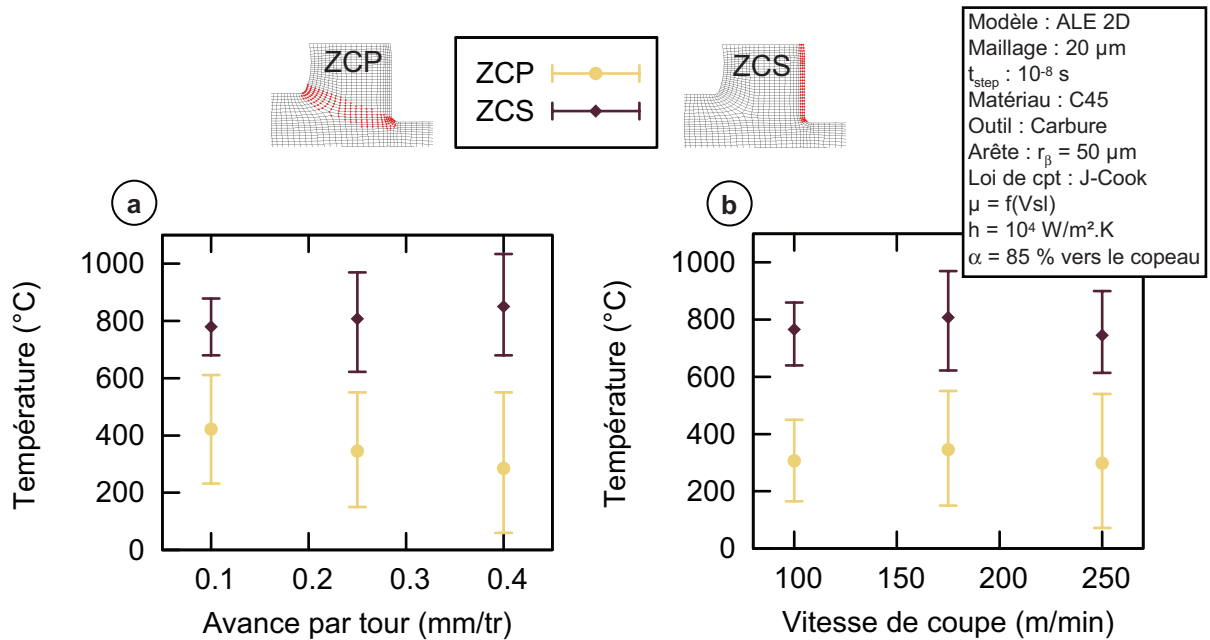 ZCP
ZCP
ZCS
ZCS
Modèle : ALE 2D
Maillage : 20 µm
t_step : 10⁻⁸ s
Matériau : C45
Outil : Carbure
Arête : r_β = 50 µm
Loi de cpt : J-Cook
µ = f(Vsl)
h = 10⁴ W/m².K
α = 85 % vers le copeau
a
Température (°C)
1000
800
600
400
200
0
0.1
0.2
0.3
0.4
Avance par tour (mm/tr)
b
Température (°C)
1000
800
600
400
200
0
100
150
200
250
Vitesse de coupe (m/min)